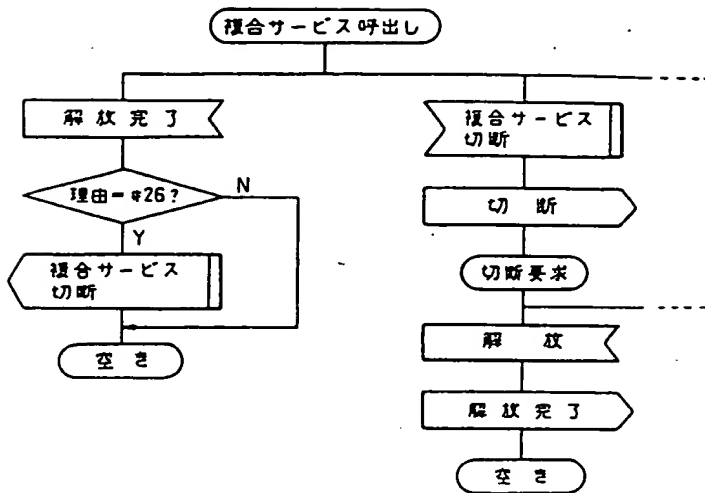 複合サービス呼出し
解放完了
理由=#26?
N
Y
複合サービス
切断
空き
複合サービス
切断
切断
切断要求
解放
解放完了
空き